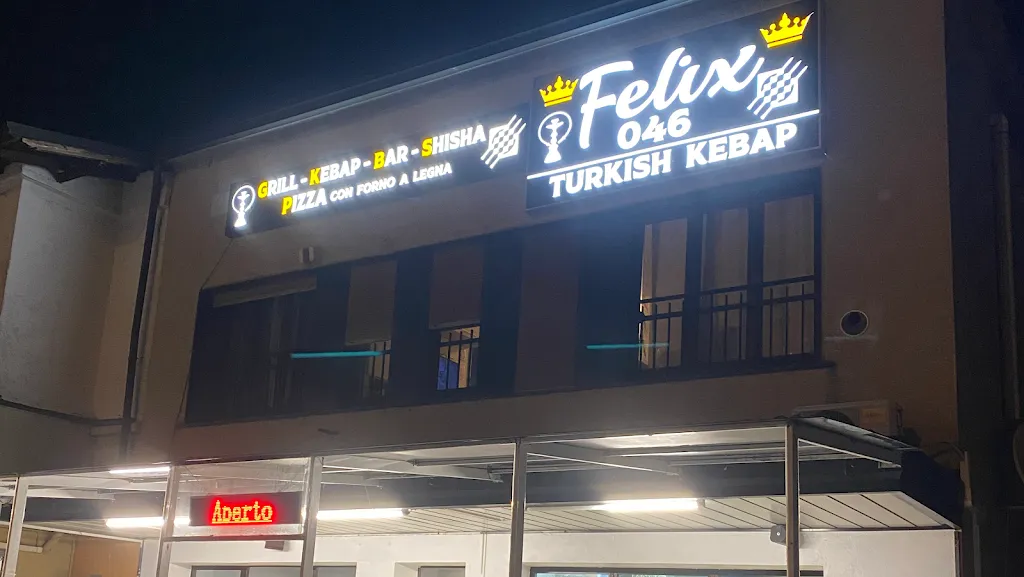 GRILL - KEBAP - BAR - SHISHA
PIZZA CON FORNO A LEGNA
Felix
046
TURKISH KEBAP
Aperto